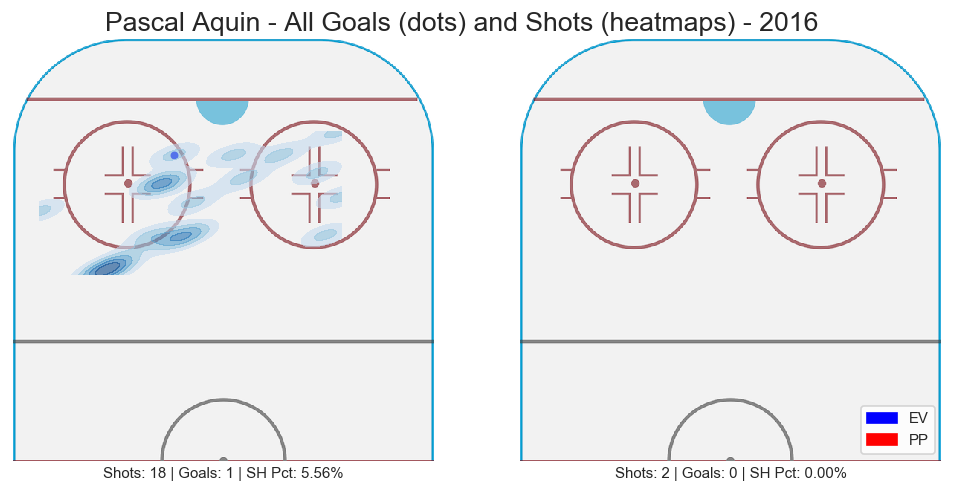 Pascal Aquin - All Goals (dots) and Shots (heatmaps) - 2016
EV
PP
Shots: 18 | Goals: 1 | SH Pct: 5.56%
Shots: 2 | Goals: 0 | SH Pct: 0.00%